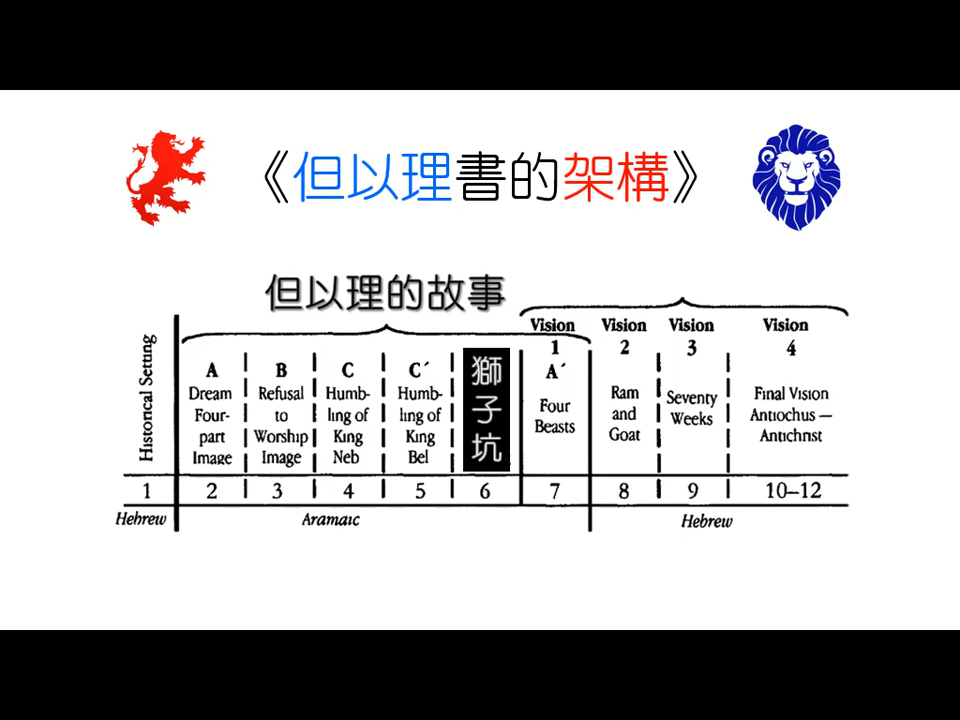 《但以理書的架構》
但以理的故事
Historical Setting
A
Dream
Four-
part
Image
B
Refusal
to
Worship
Image
C
Humb-
ling of
King
Neb
C´
Humb-
ling of
King
Bel
獅
子
坑
Vision
1
A´
Four
Beasts
Vision
2
Ram
and
Goat
Vision
3
Seventy
Weeks
Vision
4
Final Vision
Antiochus —
Antichrist
1 2 3 4 5 6 7 8 9 10–12
Hebrew Aramaic Hebrew